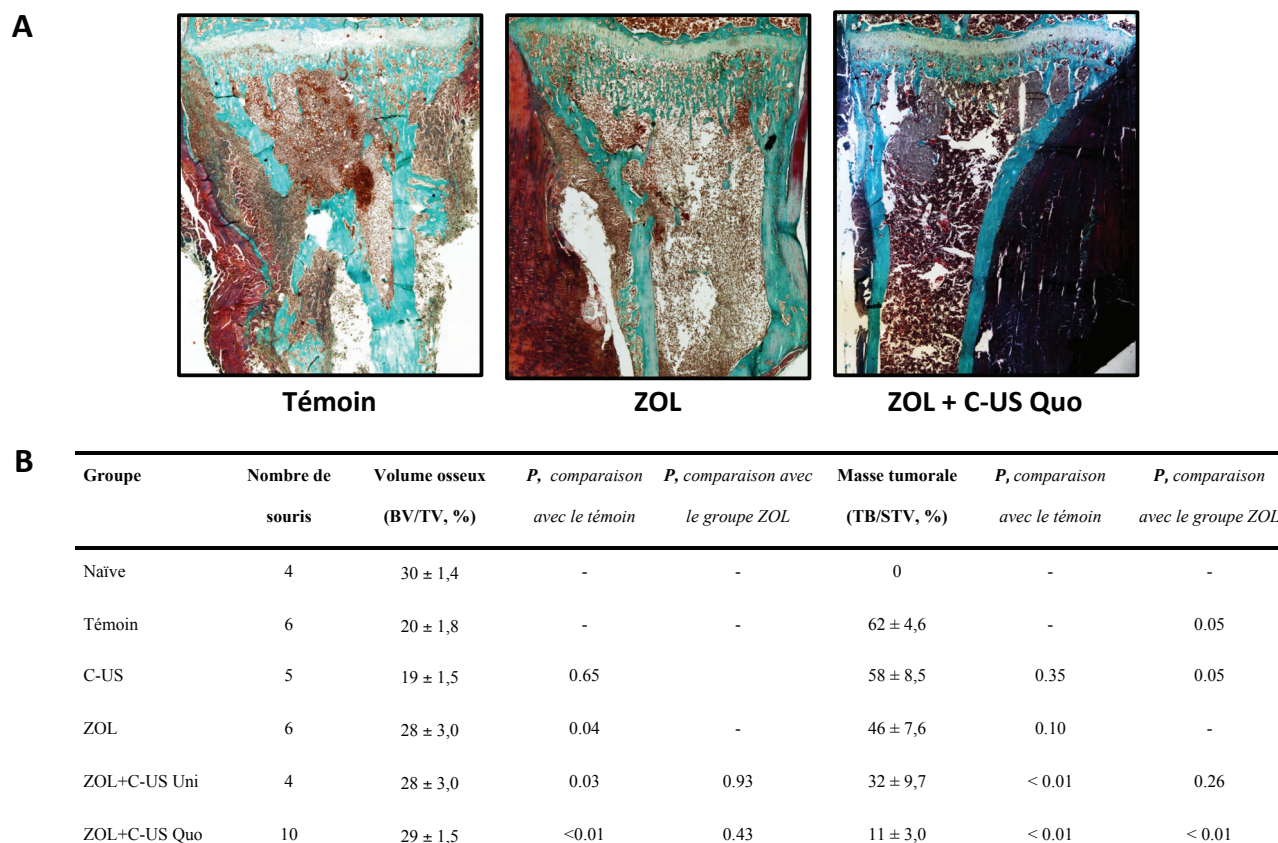 A
Témoin ZOL ZOL + C-US Quo
B
Groupe Nombre de Volume osseux P, comparaison P, comparaison avec Masse tumorale P, comparaison P, comparaison
souris (BV/TV, %) avec le témoin le groupe ZOL (TB/STV, %) avec le témoin avec le groupe ZOL
Naïve 4 30 ± 1,4 - - 0 - -
Témoin 6 20 ± 1,8 - - 62 ± 4,6 - 0.05
C-US 5 19 ± 1,5 0.65 58 ± 8,5 0.35 0.05
ZOL 6 28 ± 3,0 0.04 - 46 ± 7,6 0.10 -
ZOL+C-US Uni 4 28 ± 3,0 0.03 0.93 32 ± 9,7 < 0.01 0.26
ZOL+C-US Quo 10 29 ± 1,5 <0.01 0.43 11 ± 3,0 < 0.01 < 0.01